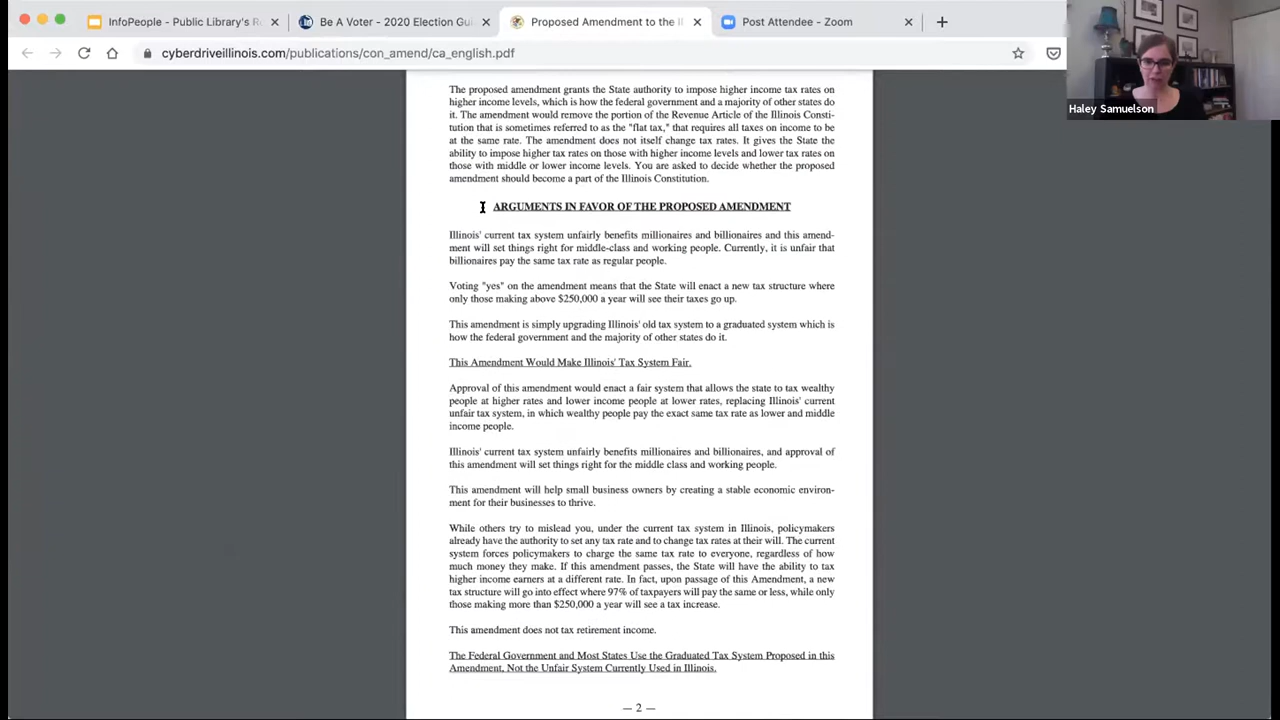 InfoPeople - Public Library's R
Be A Voter - 2020 Election Gui
Proposed Amendment to the Il
Post Attendee - Zoom
cyberdriveillinois.com/publications/con_amend/ca_english.pdf
Haley Samuelson
The proposed amendment grants the State authority to impose higher income tax rates on
higher income levels, which is how the federal government and a majority of other states do
it. The amendment would remove the portion of the Revenue Article of the Illinois Consti-
tution that is sometimes referred to as the "flat tax," that requires all taxes on income to be
at the same rate. The amendment does not itself change tax rates. It gives the State the
ability to impose higher tax rates on those with higher income levels and lower tax rates on
those with middle or lower income levels. You are asked to decide whether the proposed
amendment should become a part of the Illinois Constitution.
ARGUMENTS IN FAVOR OF THE PROPOSED AMENDMENT
Illinois' current tax system unfairly benefits millionaires and billionaires and this amend-
ment will set things right for middle-class and working people. Currently, it is unfair that
billionaires pay the same tax rate as regular people.
Voting "yes" on the amendment means that the State will enact a new tax structure where
only those making above $250,000 a year will see their taxes go up.
This amendment is simply upgrading Illinois' old tax system to a graduated system which is
how the federal government and the majority of other states do it.
This Amendment Would Make Illinois' Tax System Fair.
Approval of this amendment would enact a fair system that allows the state to tax wealthy
people at higher rates and lower income people at lower rates, replacing Illinois' current
unfair tax system, in which wealthy people pay the exact same tax rate as lower and middle
income people.
Illinois' current tax system unfairly benefits millionaires and billionaires, and approval of
this amendment will set things right for the middle class and working people.
This amendment will help small business owners by creating a stable economic environ-
ment for their businesses to thrive.
While others try to mislead you, under the current tax system in Illinois, policymakers
already have the authority to set any tax rate and to change tax rates at their will. The current
system forces policymakers to charge the same tax rate to everyone, regardless of how
much money they make. If this amendment passes, the State will have the ability to tax
higher income earners at a different rate. In fact, upon passage of this Amendment, a new
tax structure will go into effect where 97% of taxpayers will pay the same or less, while only
those making more than $250,000 a year will see a tax increase.
This amendment does not tax retirement income.
The Federal Government and Most States Use the Graduated Tax System Proposed in this
Amendment, Not the Unfair System Currently Used in Illinois.
— 2 —